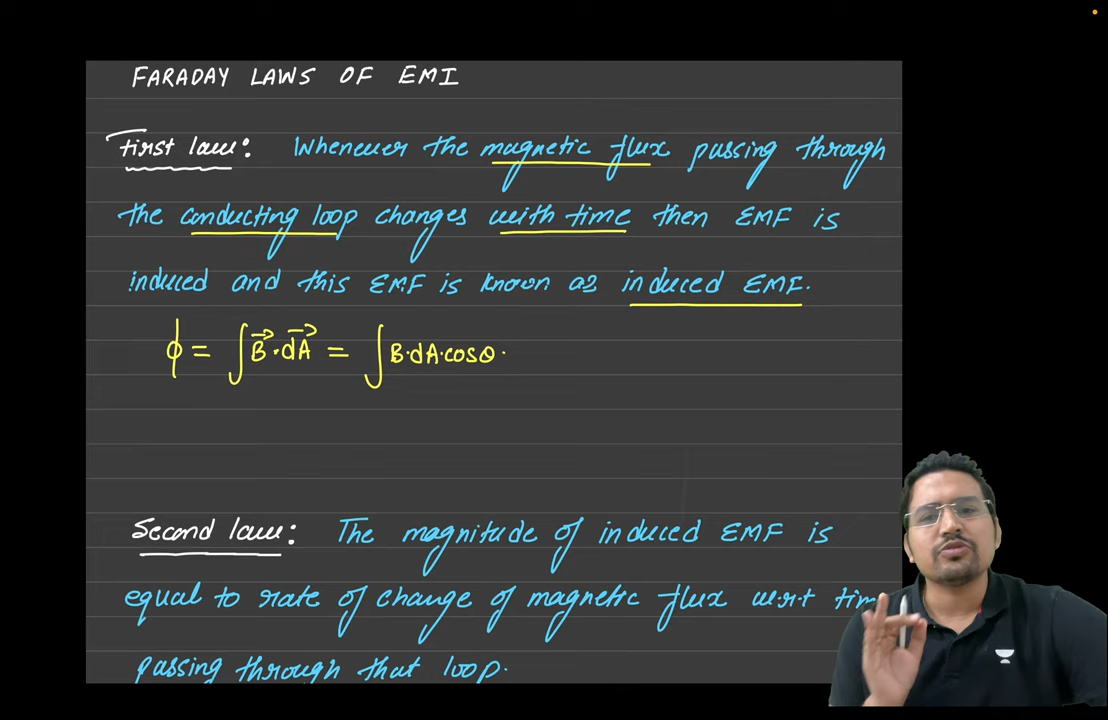 FARADAY LAWS OF EMI
First law: Whenever the magnetic flux passing through
the conducting loop changes with time then EMF is
induced and this EMF is known as induced EMF.
ϕ = ∫B⃗·dA⃗ = ∫B·dA·cosθ·
Second law: The magnitude of induced EMF is
equal to rate of change of magnetic flux w.r.t tim
passing through that loop.